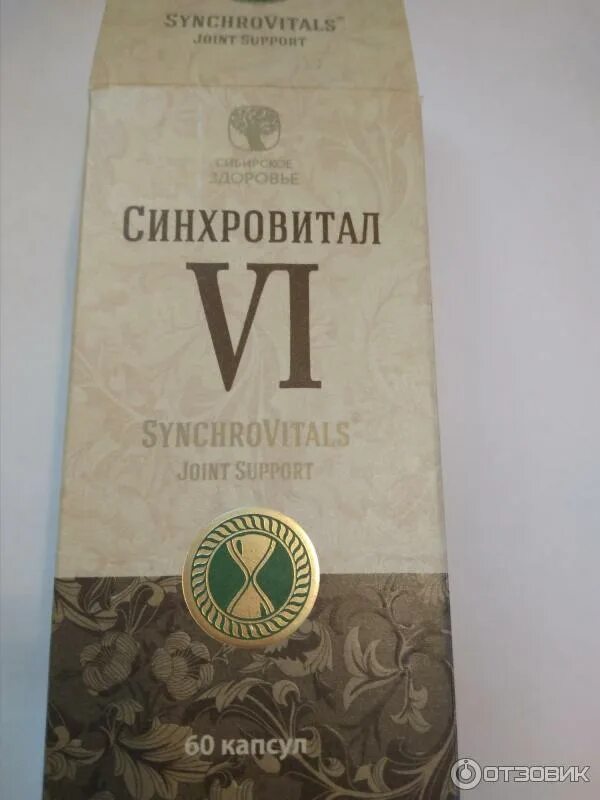 SYNCHROVITALS
JOINT SUPPORT
СИБИРСКОЕ
ЗДОРОВЬЕ
СИНХРОВИТАЛ
VI
SYNCHROVITALS
JOINT SUPPORT
60 капсул
ОТЗОВИК